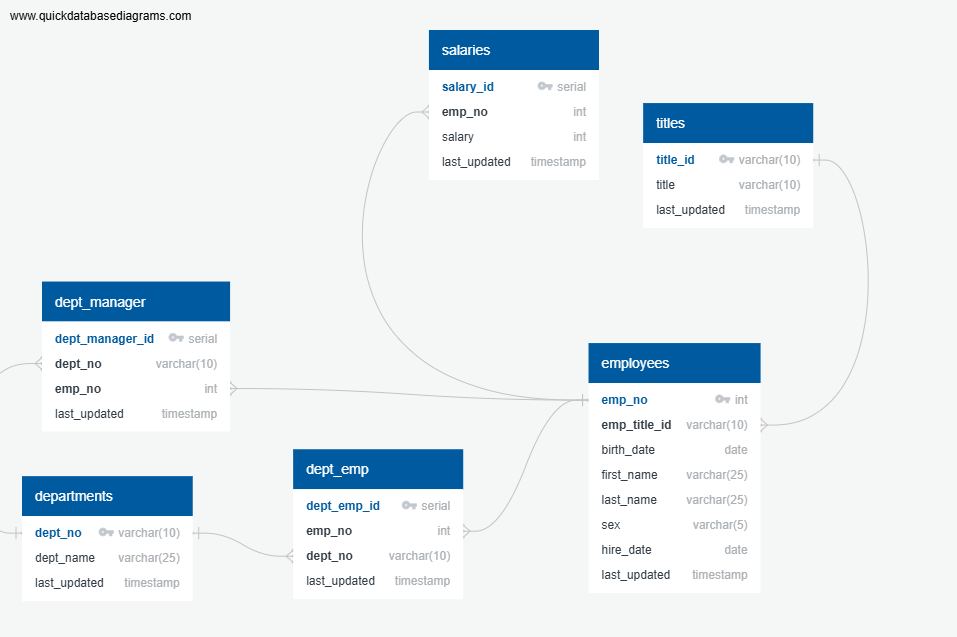 www.quickdatabasediagrams.com
salaries
salary_id serial
emp_no int
salary int
last_updated timestamp
titles
title_id varchar(10)
title varchar(10)
last_updated timestamp
dept_manager
dept_manager_id serial
dept_no varchar(10)
emp_no int
last_updated timestamp
employees
emp_no int
emp_title_id varchar(10)
birth_date date
first_name varchar(25)
last_name varchar(25)
sex varchar(5)
hire_date date
last_updated timestamp
dept_emp
dept_emp_id serial
emp_no int
dept_no varchar(10)
last_updated timestamp
departments
dept_no varchar(10)
dept_name varchar(25)
last_updated timestamp